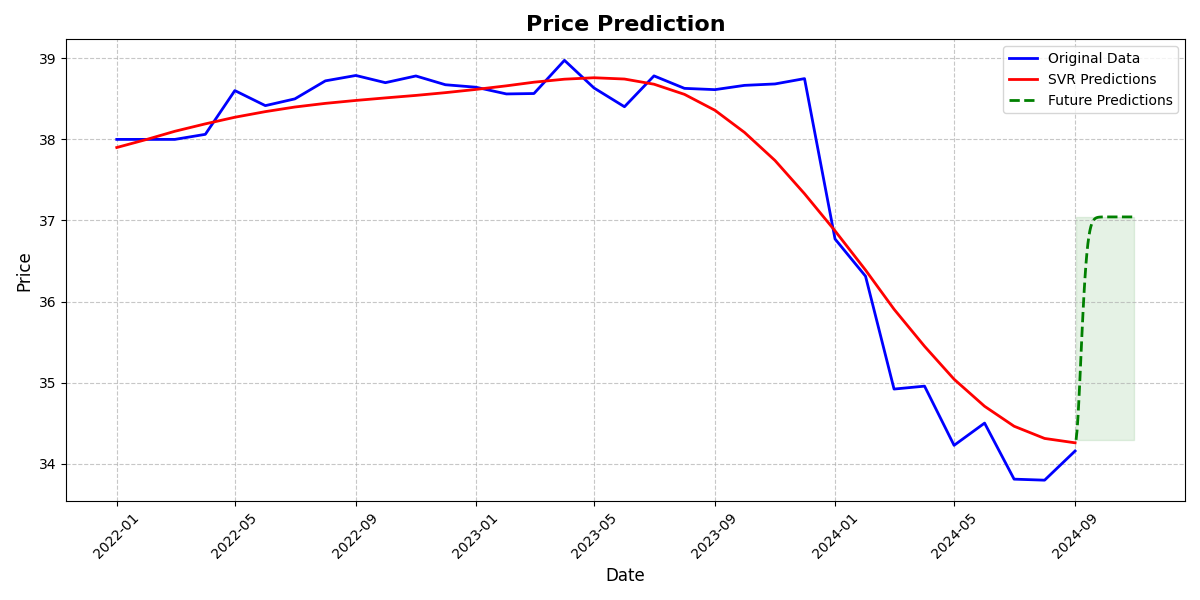 Price Prediction
Original Data
SVR Predictions
Future Predictions
Price
39
38
37
36
35
34
2022-01
2022-05
2022-09
2023-01
2023-05
2023-09
2024-01
2024-05
2024-09
Date